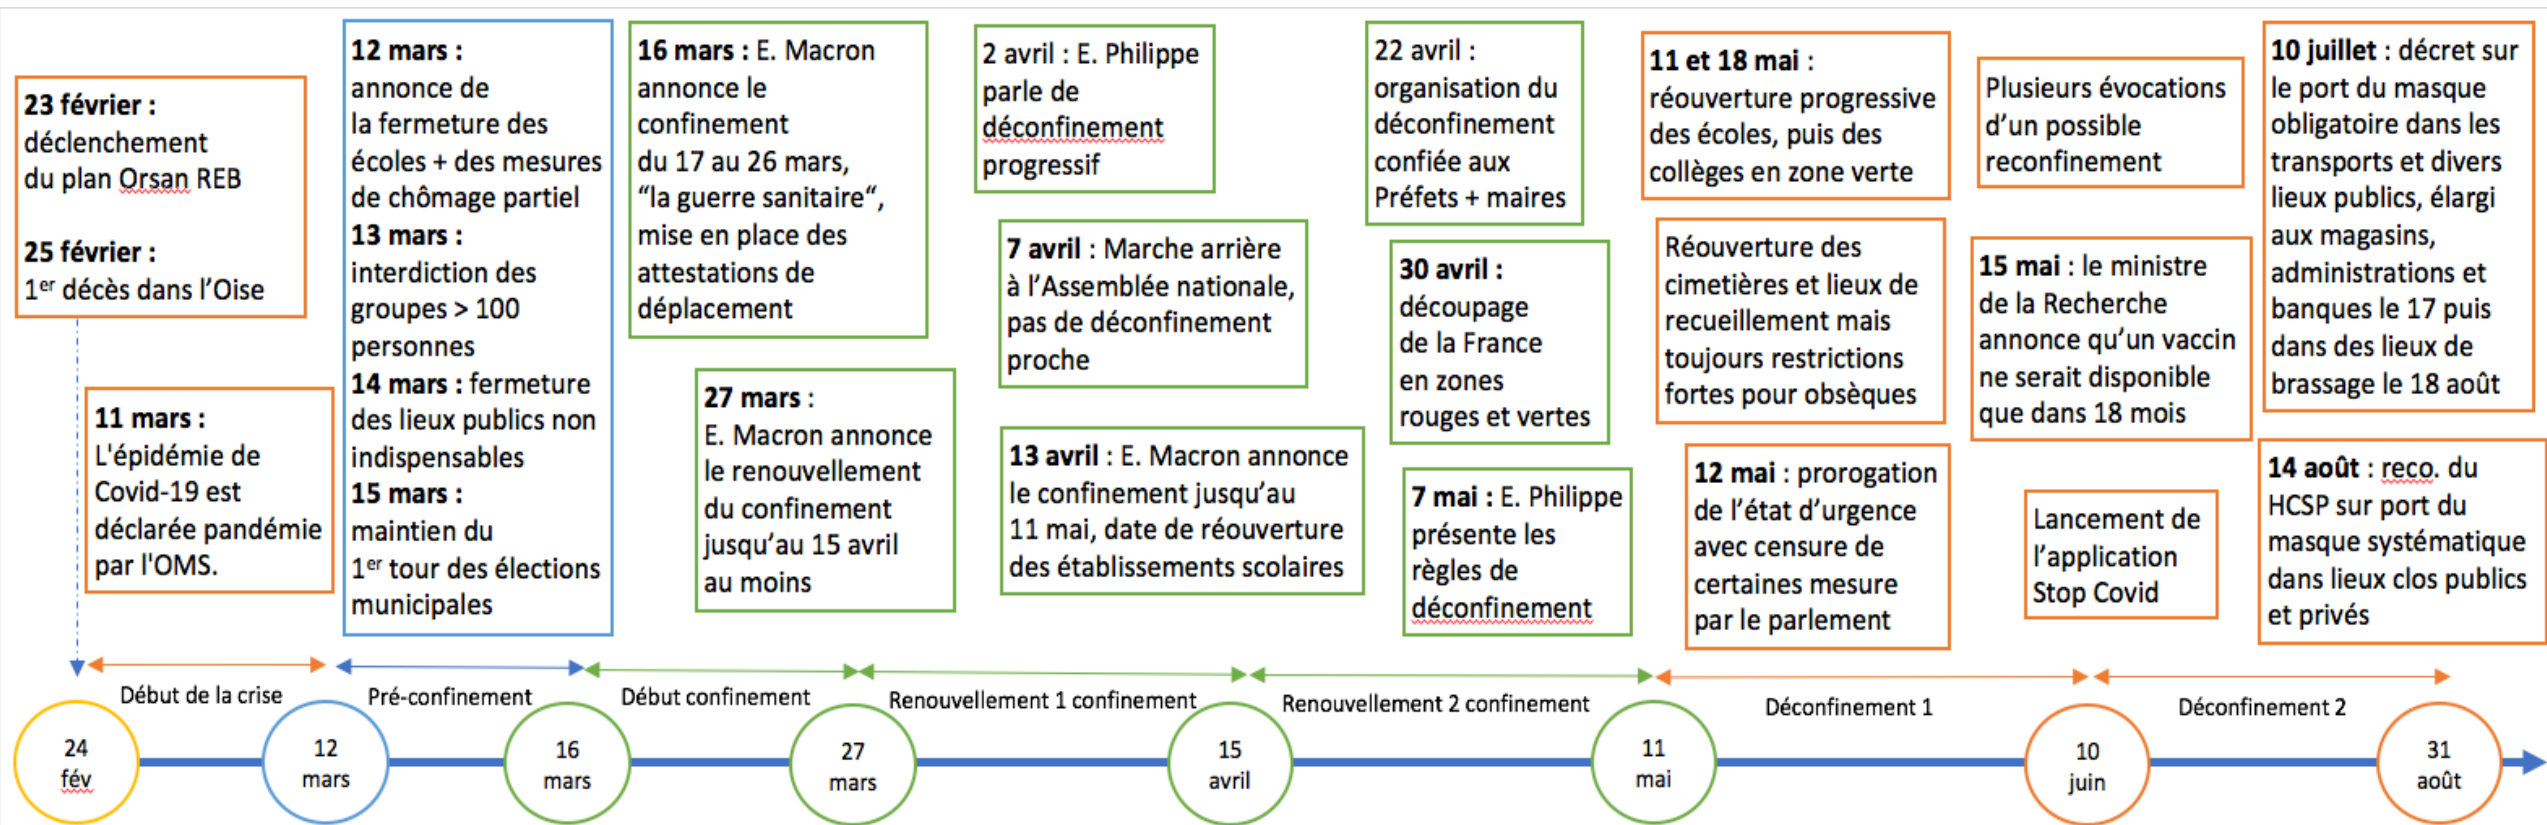 23 février :
déclenchement
du plan Orsan REB
25 février :
1er décès dans l’Oise
11 mars :
L'épidémie de
Covid-19 est
déclarée pandémie
par l'OMS.
12 mars :
annonce de
la fermeture des
écoles + des mesures
de chômage partiel
13 mars :
interdiction des
groupes > 100
personnes
14 mars : fermeture
des lieux publics non
indispensables
15 mars :
maintien du
1er tour des élections
municipales
16 mars : E. Macron
annonce le
confinement
du 17 au 26 mars,
“la guerre sanitaire“,
mise en place des
attestations de
déplacement
27 mars :
E. Macron annonce
le renouvellement
du confinement
jusqu’au 15 avril
au moins
2 avril : E. Philippe
parle de
déconfinement
progressif
7 avril : Marche arrière
à l’Assemblée nationale,
pas de déconfinement
proche
13 avril : E. Macron annonce
le confinement jusqu’au
11 mai, date de réouverture
des établissements scolaires
22 avril :
organisation du
déconfinement
confiée aux
Préfets + maires
30 avril :
découpage
de la France
en zones
rouges et vertes
7 mai : E. Philippe
présente les
règles de
déconfinement
11 et 18 mai :
réouverture progressive
des écoles, puis des
collèges en zone verte
Réouverture des
cimetières et lieux de
recueillement mais
toujours restrictions
fortes pour obsèques
12 mai : prorogation
de l’état d’urgence
avec censure de
certaines mesure
par le parlement
Plusieurs évocations
d’un possible
reconfinement
15 mai : le ministre
de la Recherche
annonce qu’un vaccin
ne serait disponible
que dans 18 mois
Lancement de
l’application
Stop Covid
10 juillet : décret sur
le port du masque
obligatoire dans les
transports et divers
lieux publics, élargi
aux magasins,
administrations et
banques le 17 puis
dans des lieux de
brassage le 18 août
14 août : reco. du
HCSP sur port du
masque systématique
dans lieux clos publics
et privés
Début de la crise
Pré-confinement
Début confinement
Renouvellement 1 confinement
Renouvellement 2 confinement
Déconfinement 1
Déconfinement 2
24
fév
12
mars
16
mars
27
mars
15
avril
11
mai
10
juin
31
août